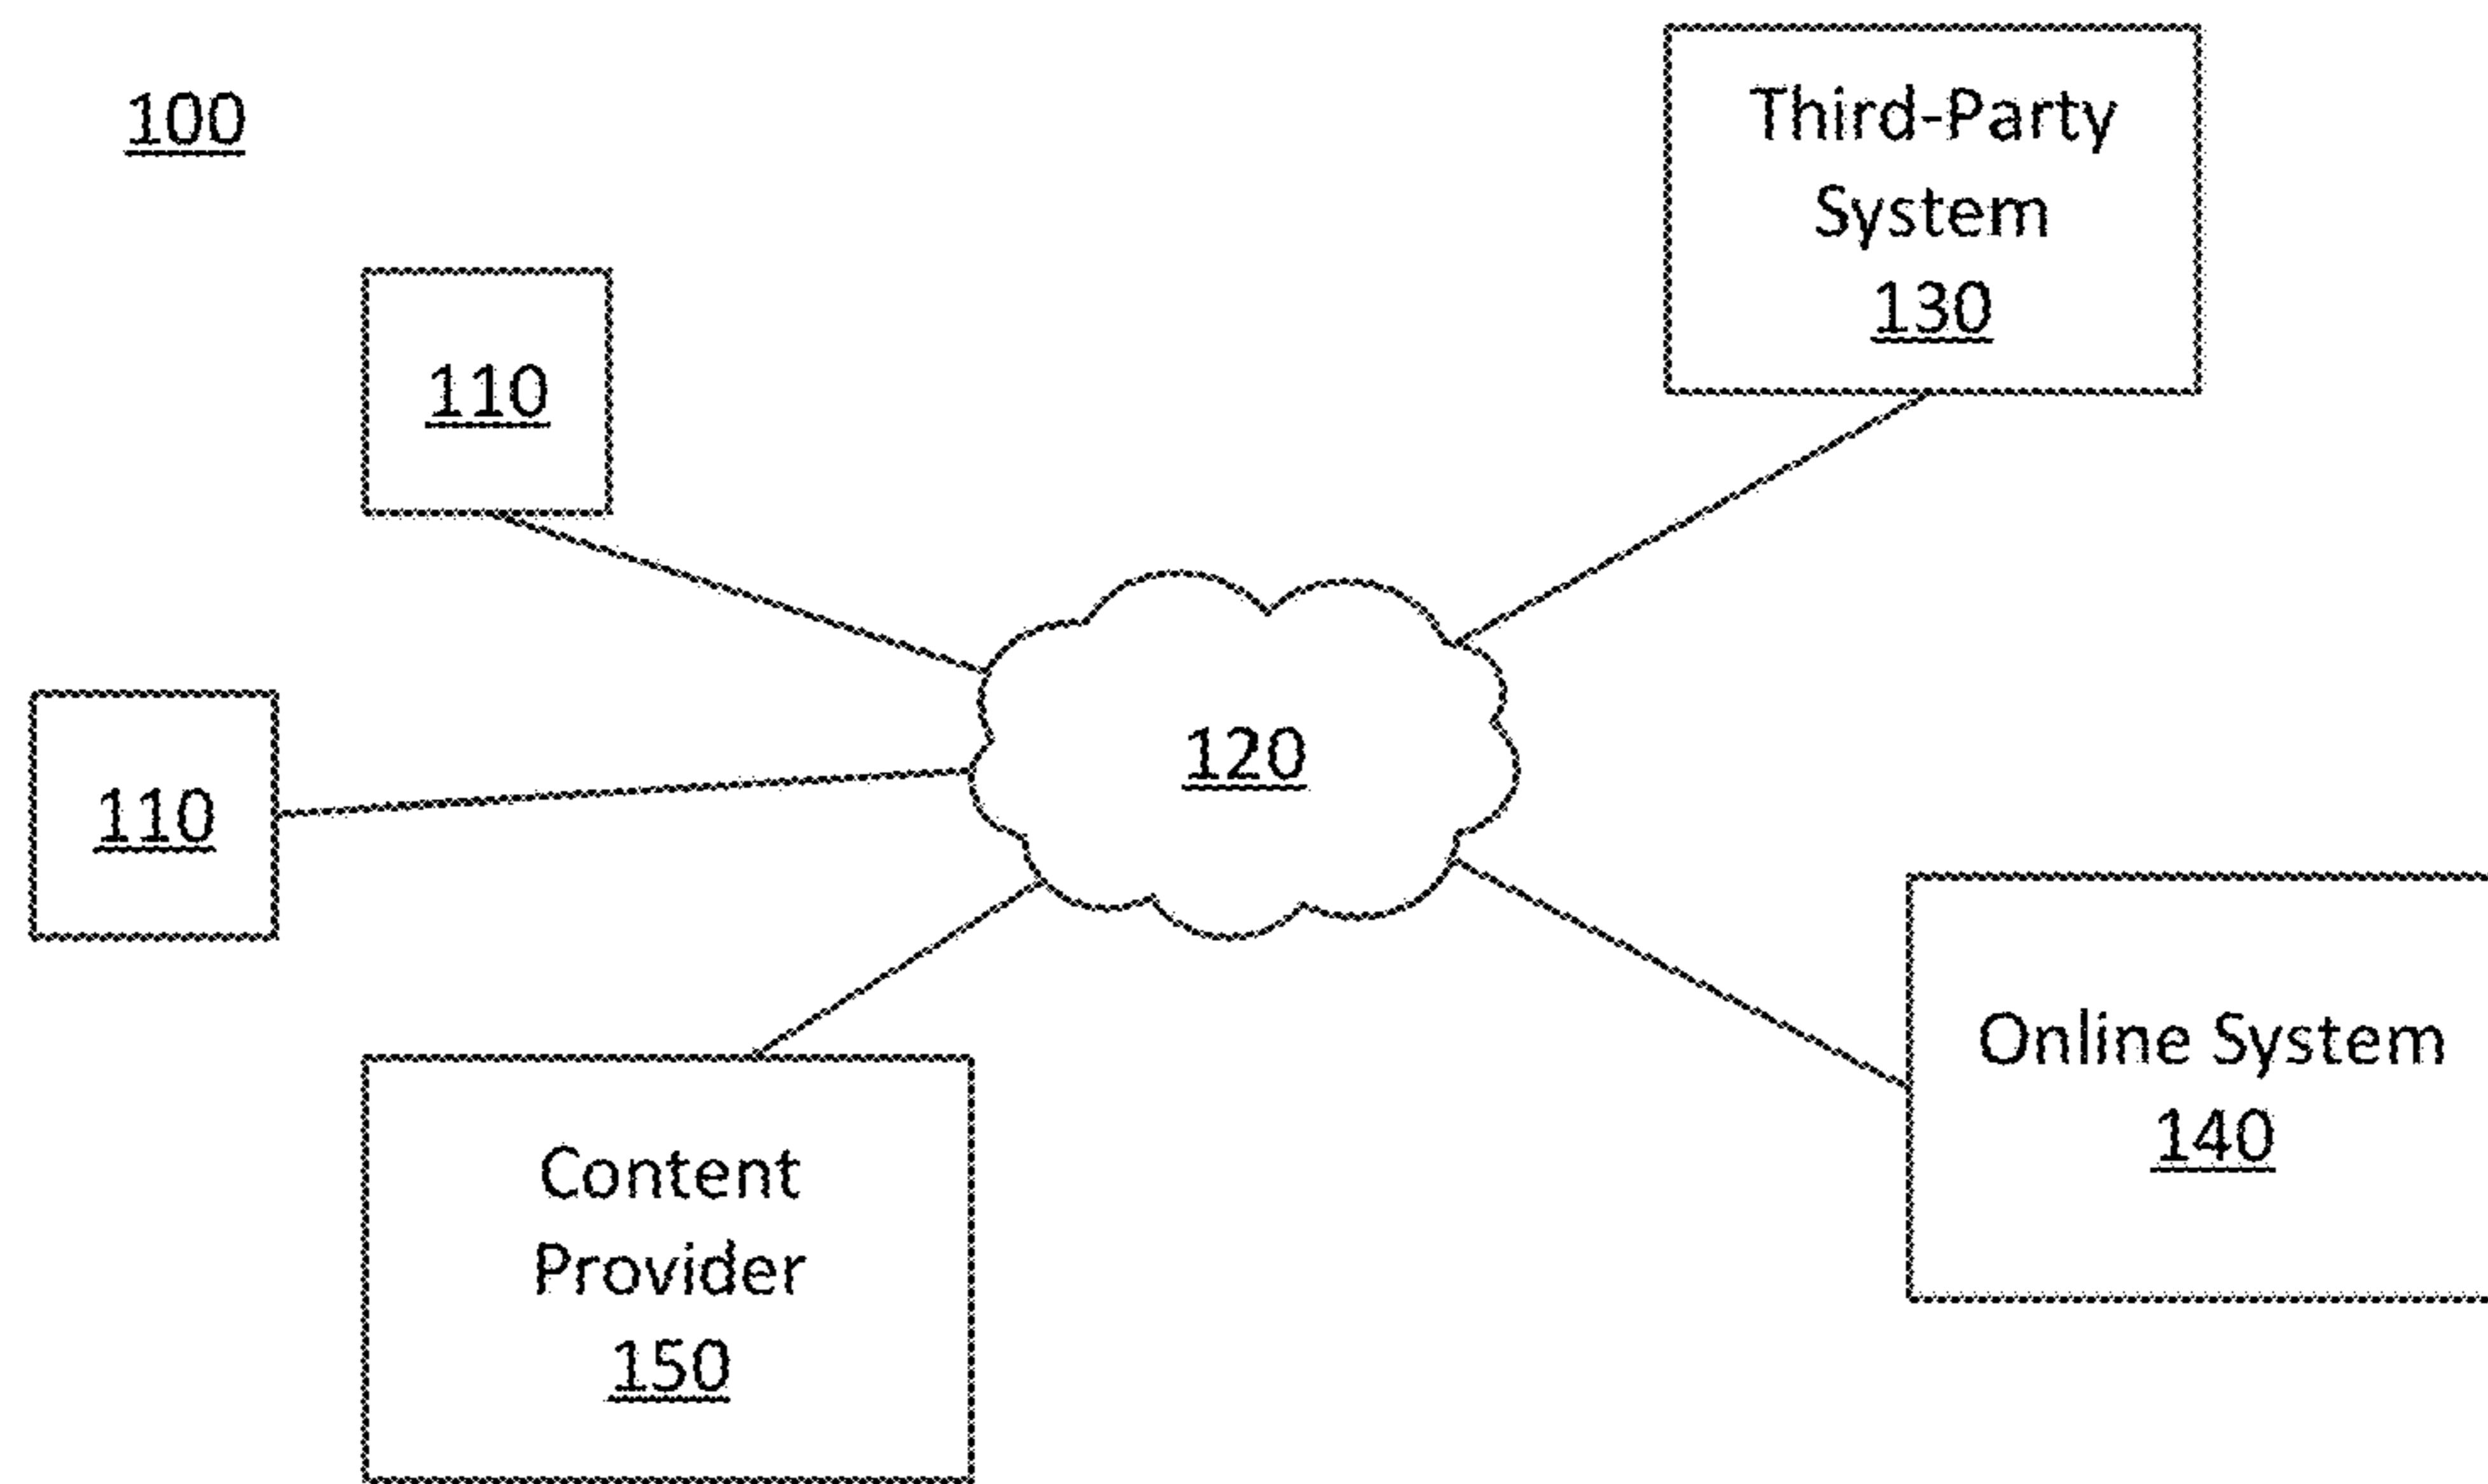 100
Third-Party
System
130
110
120
110
Online System
140
Content
Provider
150